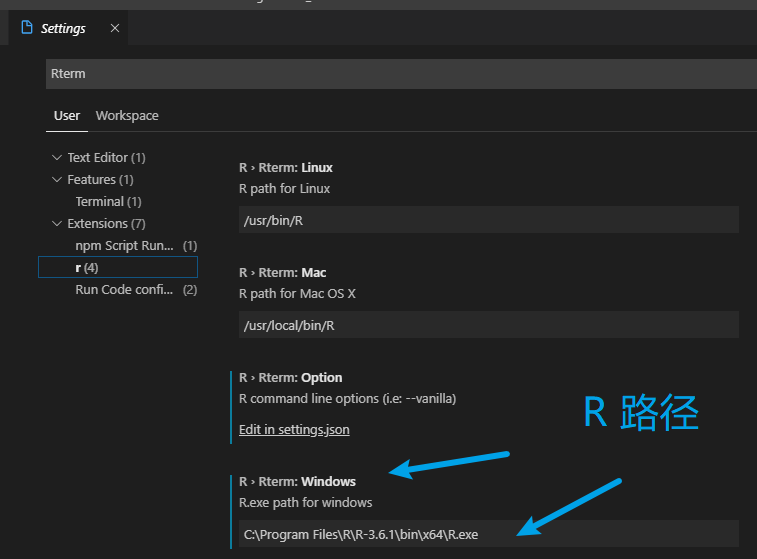 Settings
Rterm
User Workspace
Text Editor (1)
Features (1)
Terminal (1)
Extensions (7)
npm Script Run... (1)
r (4)
Run Code confi... (2)
R › Rterm: Linux
R path for Linux
/usr/bin/R
R › Rterm: Mac
R path for Mac OS X
/usr/local/bin/R
R › Rterm: Option
R command line options (i.e: --vanilla)
Edit in settings.json
R 路径
R › Rterm: Windows
R.exe path for windows
C:\Program Files\R\R-3.6.1\bin\x64\R.exe